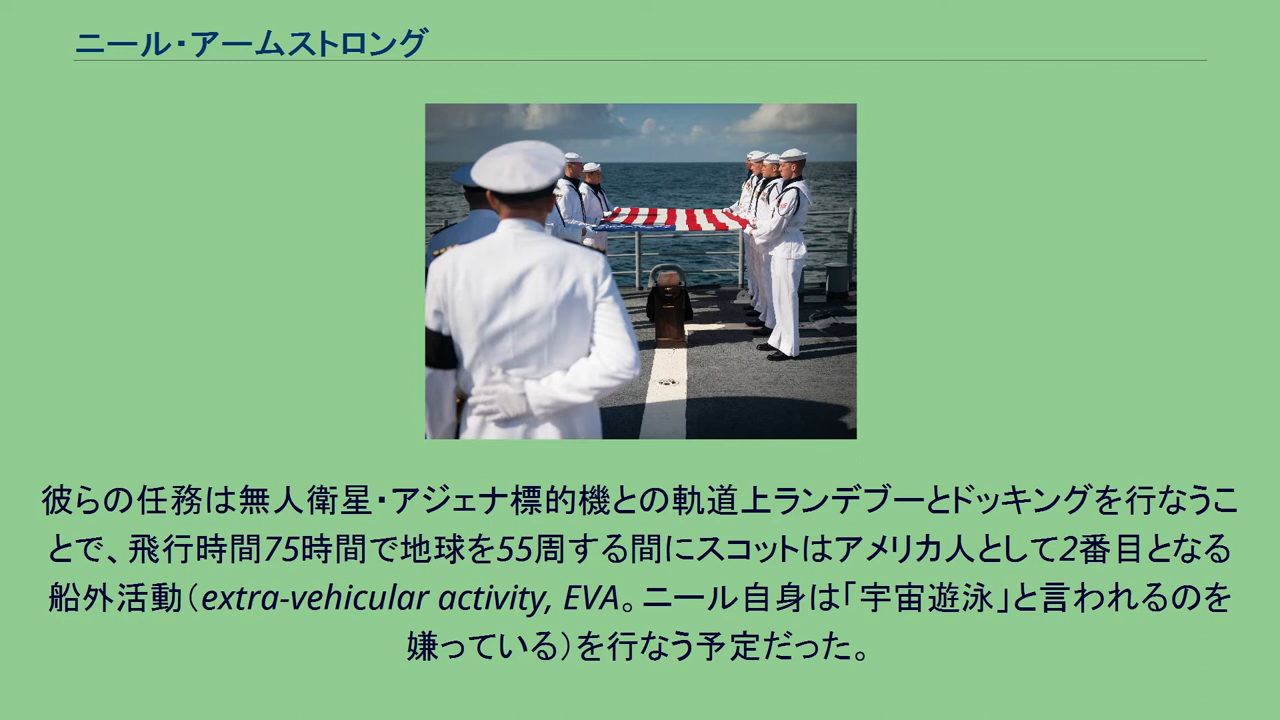 ニール・アームストロング
彼らの任務は無人衛星・アジェナ標的機との軌道上ランデブーとドッキングを行なうこ
とで、飛行時間75時間で地球を55周する間にスコットはアメリカ人として2番目となる
船外活動（extra-vehicular activity, EVA。ニール自身は「宇宙遊泳」と言われるのを
嫌っている）を行なう予定だった。